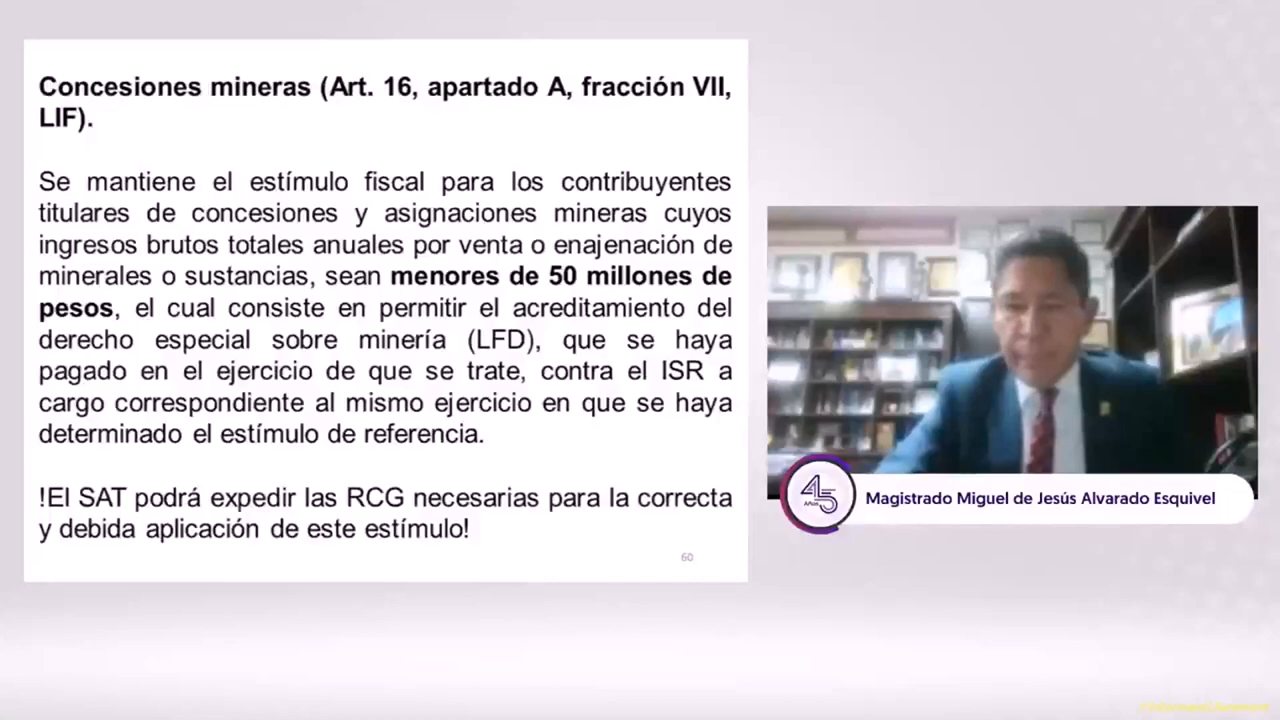 Concesiones mineras (Art. 16, apartado A, fracción VII,
LIF).
Se mantiene el estímulo fiscal para los contribuyentes
titulares de concesiones y asignaciones mineras cuyos
ingresos brutos totales anuales por venta o enajenación de
minerales o sustancias, sean menores de 50 millones de
pesos, el cual consiste en permitir el acreditamiento del
derecho especial sobre minería (LFD), que se haya
pagado en el ejercicio de que se trate, contra el ISR a
cargo correspondiente al mismo ejercicio en que se haya
determinado el estímulo de referencia.
!El SAT podrá expedir las RCG necesarias para la correcta
y debida aplicación de este estímulo!
60
45
Años
Magistrado Miguel de Jesús Alvarado Esquivel